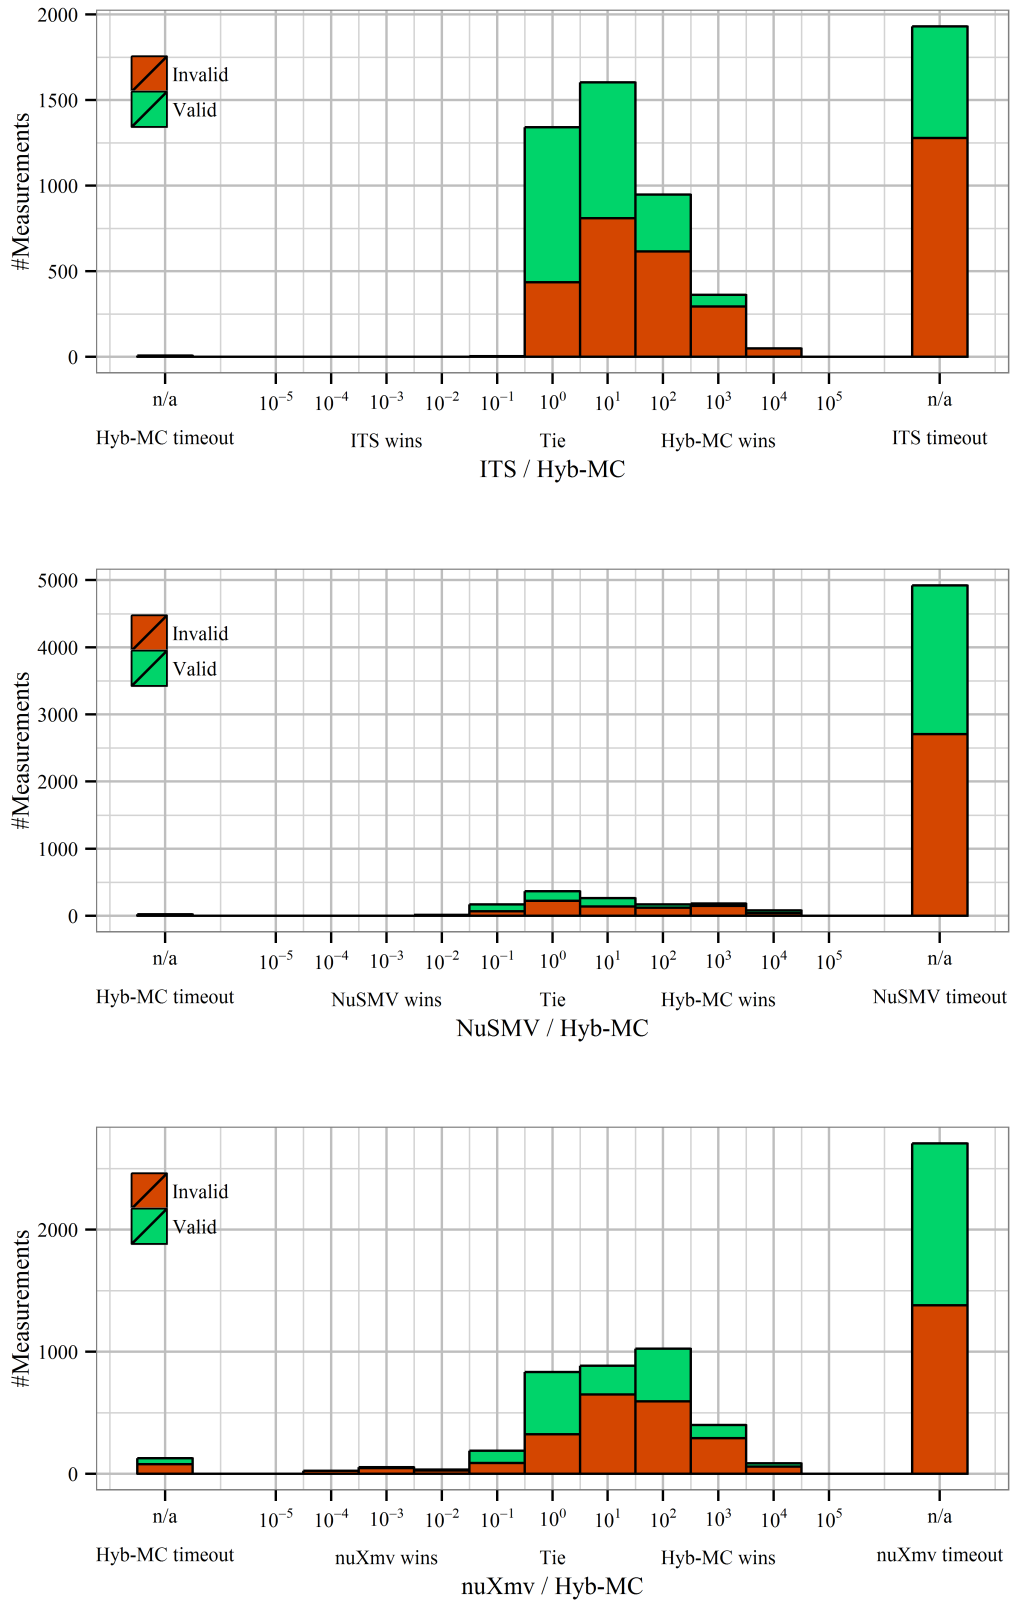 #Measurements
2000
1500
1000
500
0
Invalid
Valid
n/a 10⁻⁵ 10⁻⁴ 10⁻³ 10⁻² 10⁻¹ 10⁰ 10¹ 10² 10³ 10⁴ 10⁵ n/a
Hyb-MC timeout ITS wins Tie Hyb-MC wins ITS timeout
ITS / Hyb-MC
#Measurements
5000
4000
3000
2000
1000
0
Invalid
Valid
n/a 10⁻⁵ 10⁻⁴ 10⁻³ 10⁻² 10⁻¹ 10⁰ 10¹ 10² 10³ 10⁴ 10⁵ n/a
Hyb-MC timeout NuSMV wins Tie Hyb-MC wins NuSMV timeout
NuSMV / Hyb-MC
#Measurements
2000
1000
0
Invalid
Valid
n/a 10⁻⁵ 10⁻⁴ 10⁻³ 10⁻² 10⁻¹ 10⁰ 10¹ 10² 10³ 10⁴ 10⁵ n/a
Hyb-MC timeout nuXmv wins Tie Hyb-MC wins nuXmv timeout
nuXmv / Hyb-MC